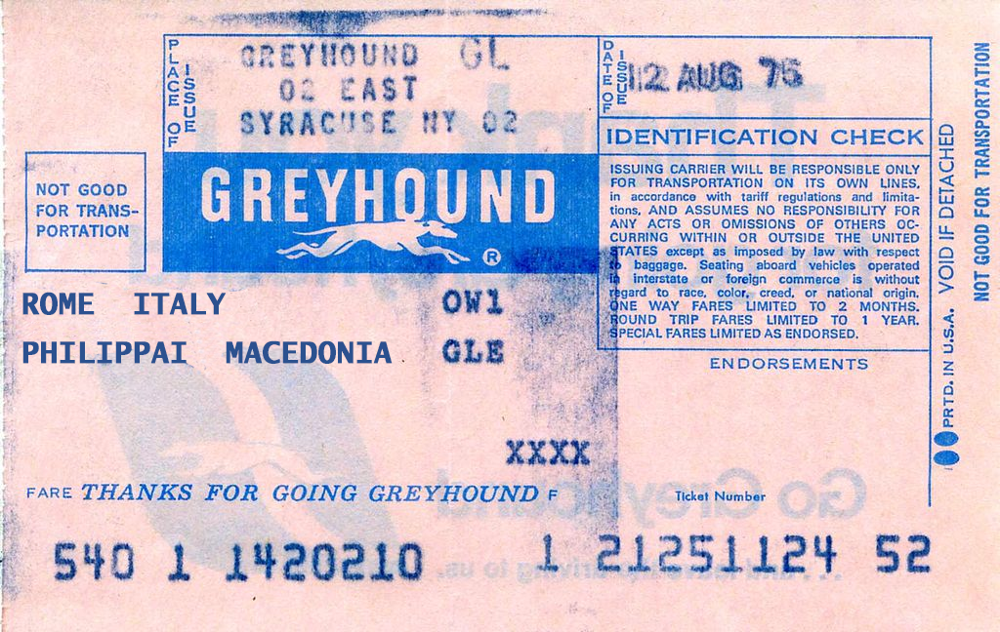 PLACE OF
ISSUE
GREYHOUND GL
02 EAST
SYRACUSE NY 02
DATE OF
ISSUE
12 AUG 75
IDENTIFICATION CHECK
ISSUING CARRIER WILL BE RESPONSIBLE ONLY
FOR TRANSPORTATION ON ITS OWN LINES,
in accordance with tariff regulations and limita-
tions, AND ASSUMES NO RESPONSIBILITY FOR
ANY ACTS OR OMISSIONS OF OTHERS OC-
CURRING WITHIN OR OUTSIDE THE UNITED
STATES except as imposed by law with respect
to baggage. Seating aboard vehicles operated
in interstate or foreign commerce is without
regard to race, color, creed, or national origin.
ONE WAY FARES LIMITED TO 2 MONTHS.
ROUND TRIP FARES LIMITED TO 1 YEAR.
SPECIAL FARES LIMITED AS ENDORSED.
ENDORSEMENTS
NOT GOOD
FOR TRANS-
PORTATION
GREYHOUND
®
ROME ITALY OW1
PHILIPPAI MACEDONIA GLE
XXXX
FARE THANKS FOR GOING GREYHOUND F
Ticket Number
540 1 1420210 1 21251124 52
PRTD. IN U.S.A. VOID IF DETACHED
NOT GOOD FOR TRANSPORTATION
Go Greyhound
...and leave the driving to us.